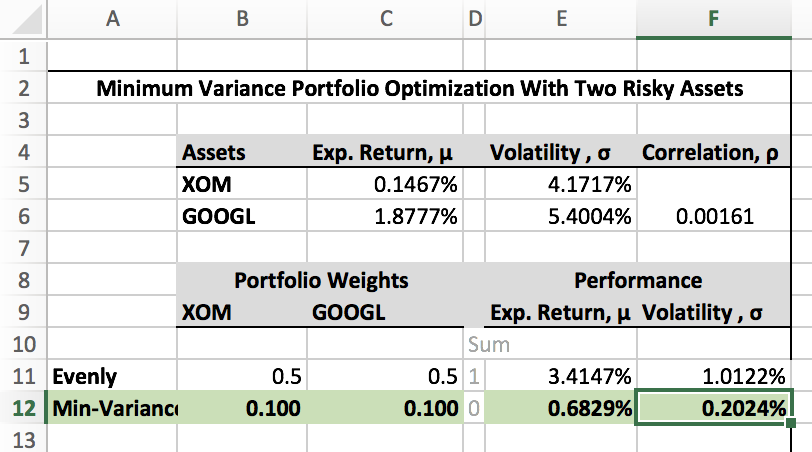 A B C D E F
1
2 Minimum Variance Portfolio Optimization With Two Risky Assets
3
4 Assets Exp. Return, μ Volatility , σ Correlation, ρ
5 XOM 0.1467% 4.1717%
6 GOOGL 1.8777% 5.4004% 0.00161
7
8 Portfolio Weights Performance
9 XOM GOOGL Exp. Return, μ Volatility , σ
10 Sum
11 Evenly 0.5 0.5 1 3.4147% 1.0122%
12 Min-Variance 0.100 0.100 0 0.6829% 0.2024%
13